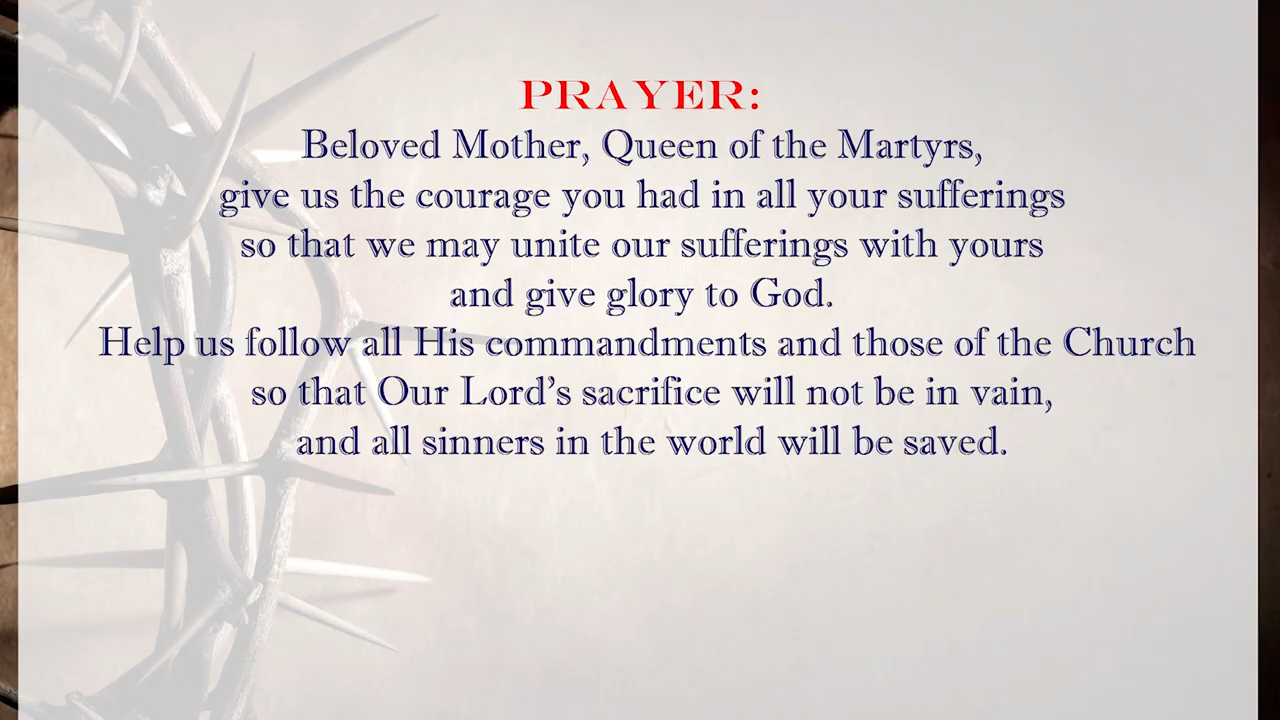 PRAYER:
Beloved Mother, Queen of the Martyrs,
give us the courage you had in all your sufferings
so that we may unite our sufferings with yours
and give glory to God.
Help us follow all His commandments and those of the Church
so that Our Lord’s sacrifice will not be in vain,
and all sinners in the world will be saved.